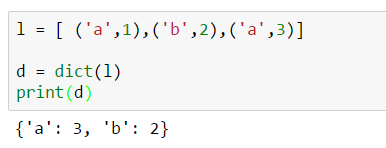 l = [ ('a',1),('b',2),('a',3)]
d = dict(l)
print(d)
{'a': 3, 'b': 2}